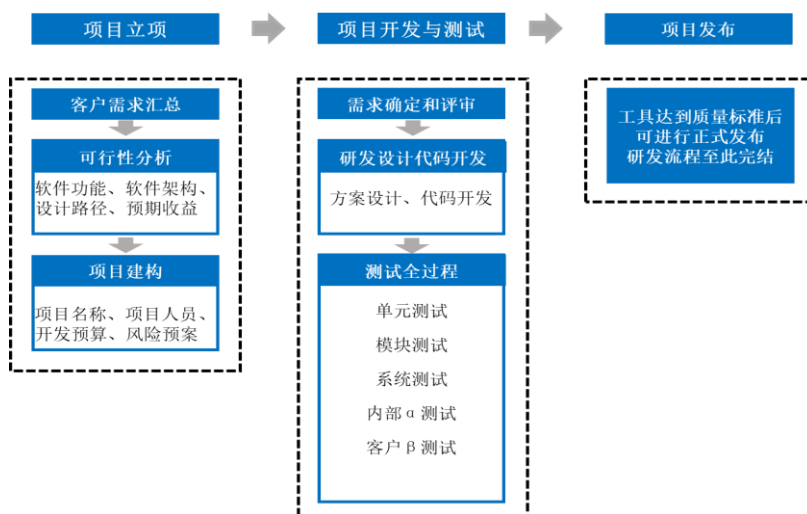 项目立项
项目开发与测试
项目发布
客户需求汇总
可行性分析
软件功能、软件架构、
设计路径、预期收益
项目建构
项目名称、项目人员、
开发预算、风险预案
需求确定和评审
研发设计代码开发
方案设计、代码开发
测试全过程
单元测试
模块测试
系统测试
内部α测试
客户β测试
工具达到质量标准后
可进行正式发布
研发流程至此完结